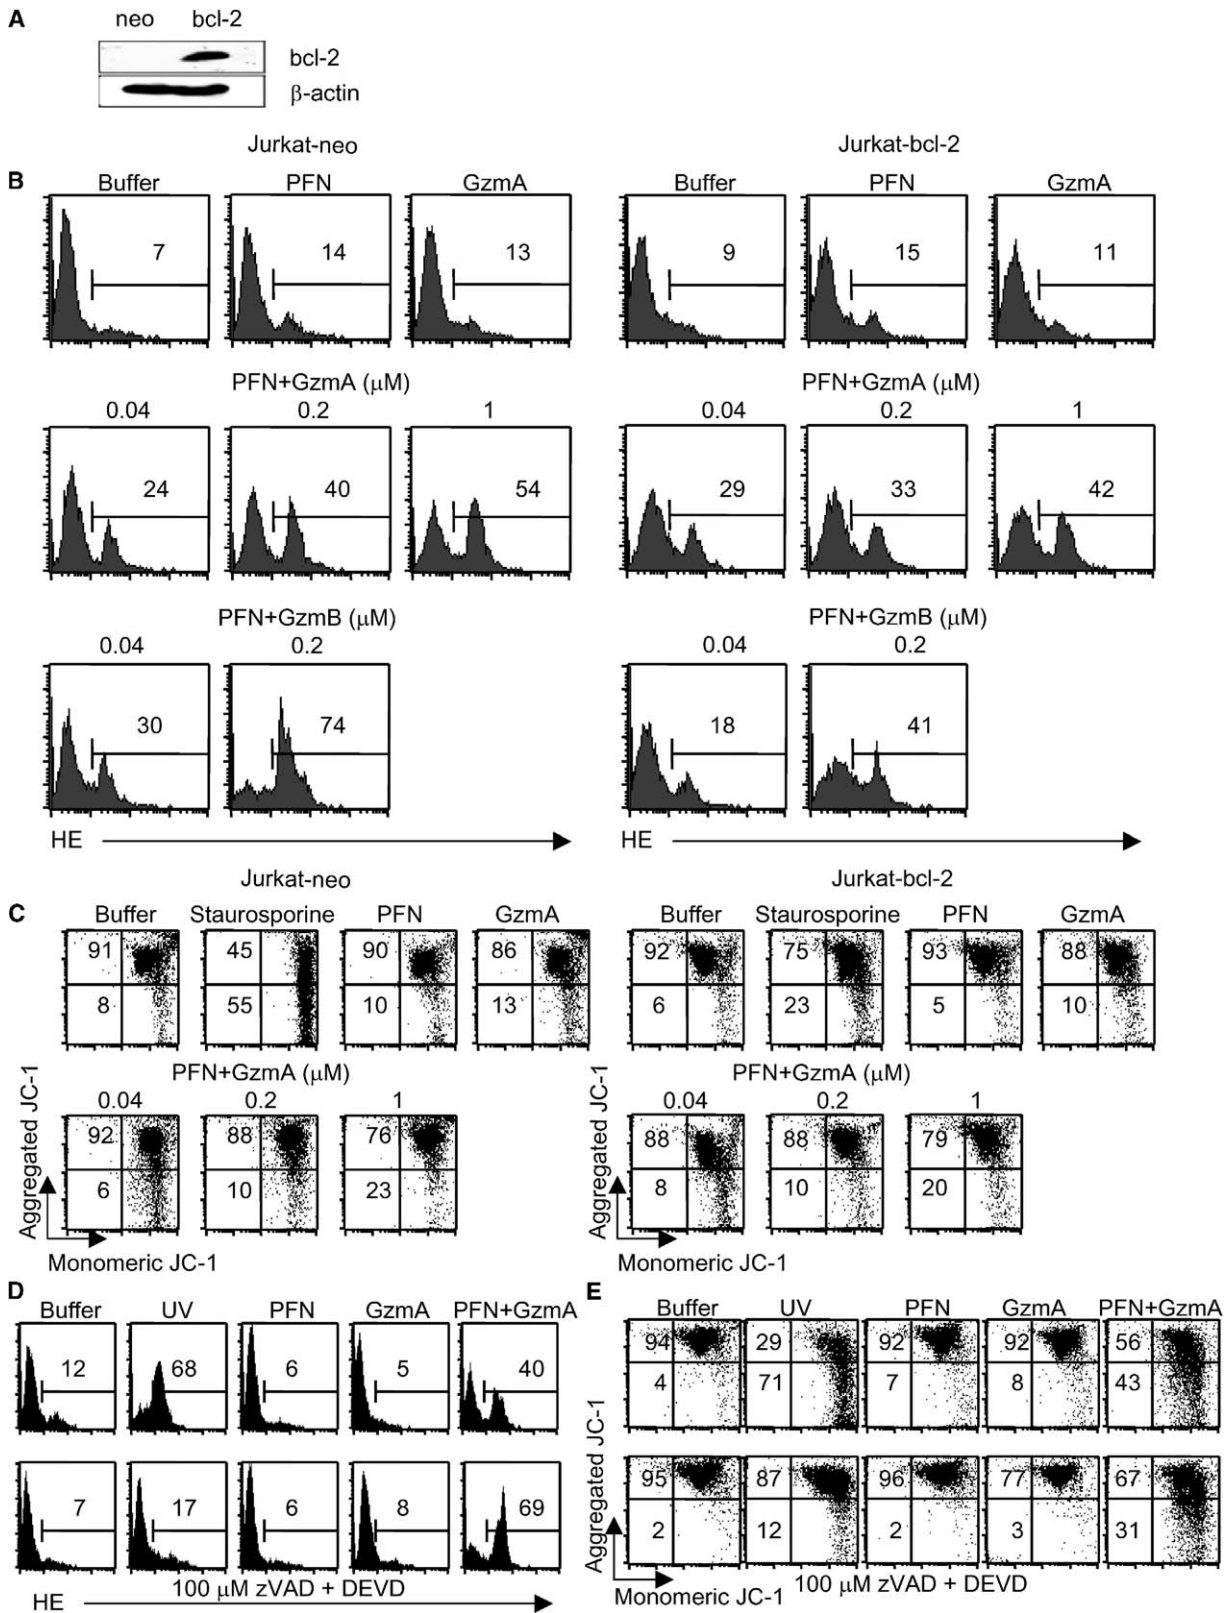 A
neo bcl-2
bcl-2
β-actin
Jurkat-neo Jurkat-bcl-2
B
Buffer PFN GzmA Buffer PFN GzmA
7 14 13 9 15 11
PFN+GzmA (μM) PFN+GzmA (μM)
0.04 0.2 1 0.04 0.2 1
24 40 54 29 33 42
PFN+GzmB (μM) PFN+GzmB (μM)
0.04 0.2 0.04 0.2
30 74 18 41
HE HE
Jurkat-neo Jurkat-bcl-2
C
Buffer Staurosporine PFN GzmA Buffer Staurosporine PFN GzmA
91 45 90 86 92 75 93 88
8 55 10 13 6 23 5 10
PFN+GzmA (μM) PFN+GzmA (μM)
0.04 0.2 1 0.04 0.2 1
92 88 76 88 88 79
6 10 23 8 10 20
Aggregated JC-1 Aggregated JC-1
Monomeric JC-1 Monomeric JC-1
D
Buffer UV PFN GzmA PFN+GzmA
12 68 6 5 40
7 17 6 8 69
100 μM zVAD + DEVD
HE
E
Buffer UV PFN GzmA PFN+GzmA
94 29 92 92 56
4 71 7 8 43
95 87 96 77 67
2 12 2 3 31
Aggregated JC-1
Monomeric JC-1 100 μM zVAD + DEVD